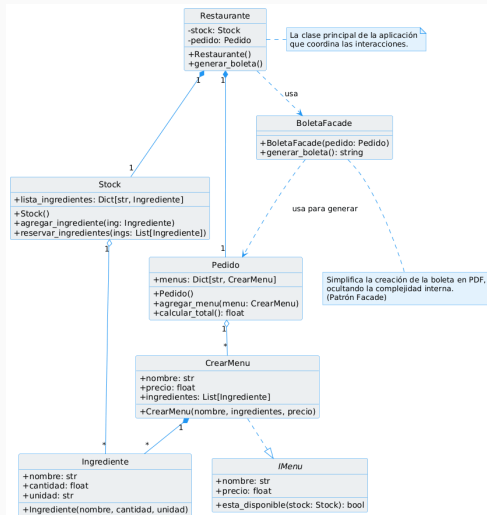 Restaurante
-stock: Stock
-pedido: Pedido
+Restaurante()
+generar_boleta()
La clase principal de la aplicación
que coordina las interacciones.
1
1
usa
BoletaFacade
+BoletaFacade(pedido: Pedido)
+generar_boleta(): string
1
Stock
+lista_ingredientes: Dict[str, Ingrediente]
+Stock()
+agregar_ingrediente(ing: Ingrediente)
+reservar_ingredientes(ings: List[Ingrediente])
1
usa para generar
1
Pedido
+menus: Dict[str, CrearMenu]
+Pedido()
+agregar_menu(menu: CrearMenu)
+calcular_total(): float
1
Simplifica la creación de la boleta en PDF,
ocultando la complejidad interna.
(Patrón Facade)
*
CrearMenu
+nombre: str
+precio: float
+ingredientes: List[Ingrediente]
+CrearMenu(nombre, ingredientes, precio)
1
*
*
Ingrediente
+nombre: str
+cantidad: float
+unidad: str
+Ingrediente(nombre, cantidad, unidad)
IMenu
+nombre: str
+precio: float
+esta_disponible(stock: Stock): bool